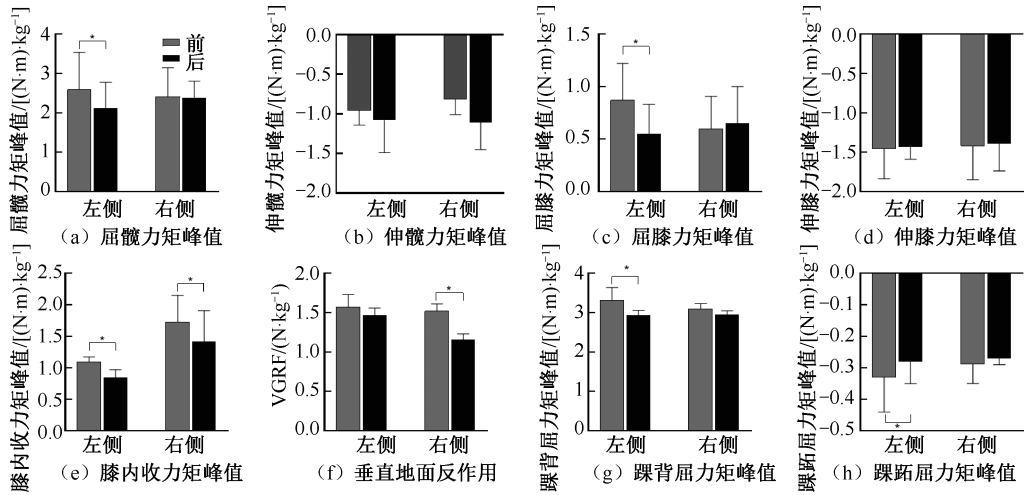 屈髋力矩峰值/[(N·m)·kg⁻¹]
4
3
2
1
0
*
前
后
左侧 右侧
(a) 屈髋力矩峰值
伸髋力矩峰值/[(N·m)·kg⁻¹]
0.0
−0.5
−1.0
−1.5
−2.0
左侧 右侧
(b) 伸髋力矩峰值
屈膝力矩峰值/[(N·m)·kg⁻¹]
1.5
1.0
0.5
0.0
*
左侧 右侧
(c) 屈膝力矩峰值
伸膝力矩峰值/[(N·m)·kg⁻¹]
0.0
−0.5
−1.0
−1.5
−2.0
左侧 右侧
(d) 伸膝力矩峰值
膝内收力矩峰值/[(N·m)·kg⁻¹]
2.5
2.0
1.5
1.0
0.5
0.0
*
*
左侧 右侧
(e) 膝内收力矩峰值
VGRF/(N·kg⁻¹)
2.0
1.5
1.0
0.5
0.0
*
左侧 右侧
(f) 垂直地面反作用
踝背屈力矩峰值/[(N·m)·kg⁻¹]
4
3
2
1
0
*
左侧 右侧
(g) 踝背屈力矩峰值
踝跖屈力矩峰值/[(N·m)·kg⁻¹]
0.0
−0.1
−0.2
−0.3
−0.4
−0.5
*
左侧 右侧
(h) 踝跖屈力矩峰值